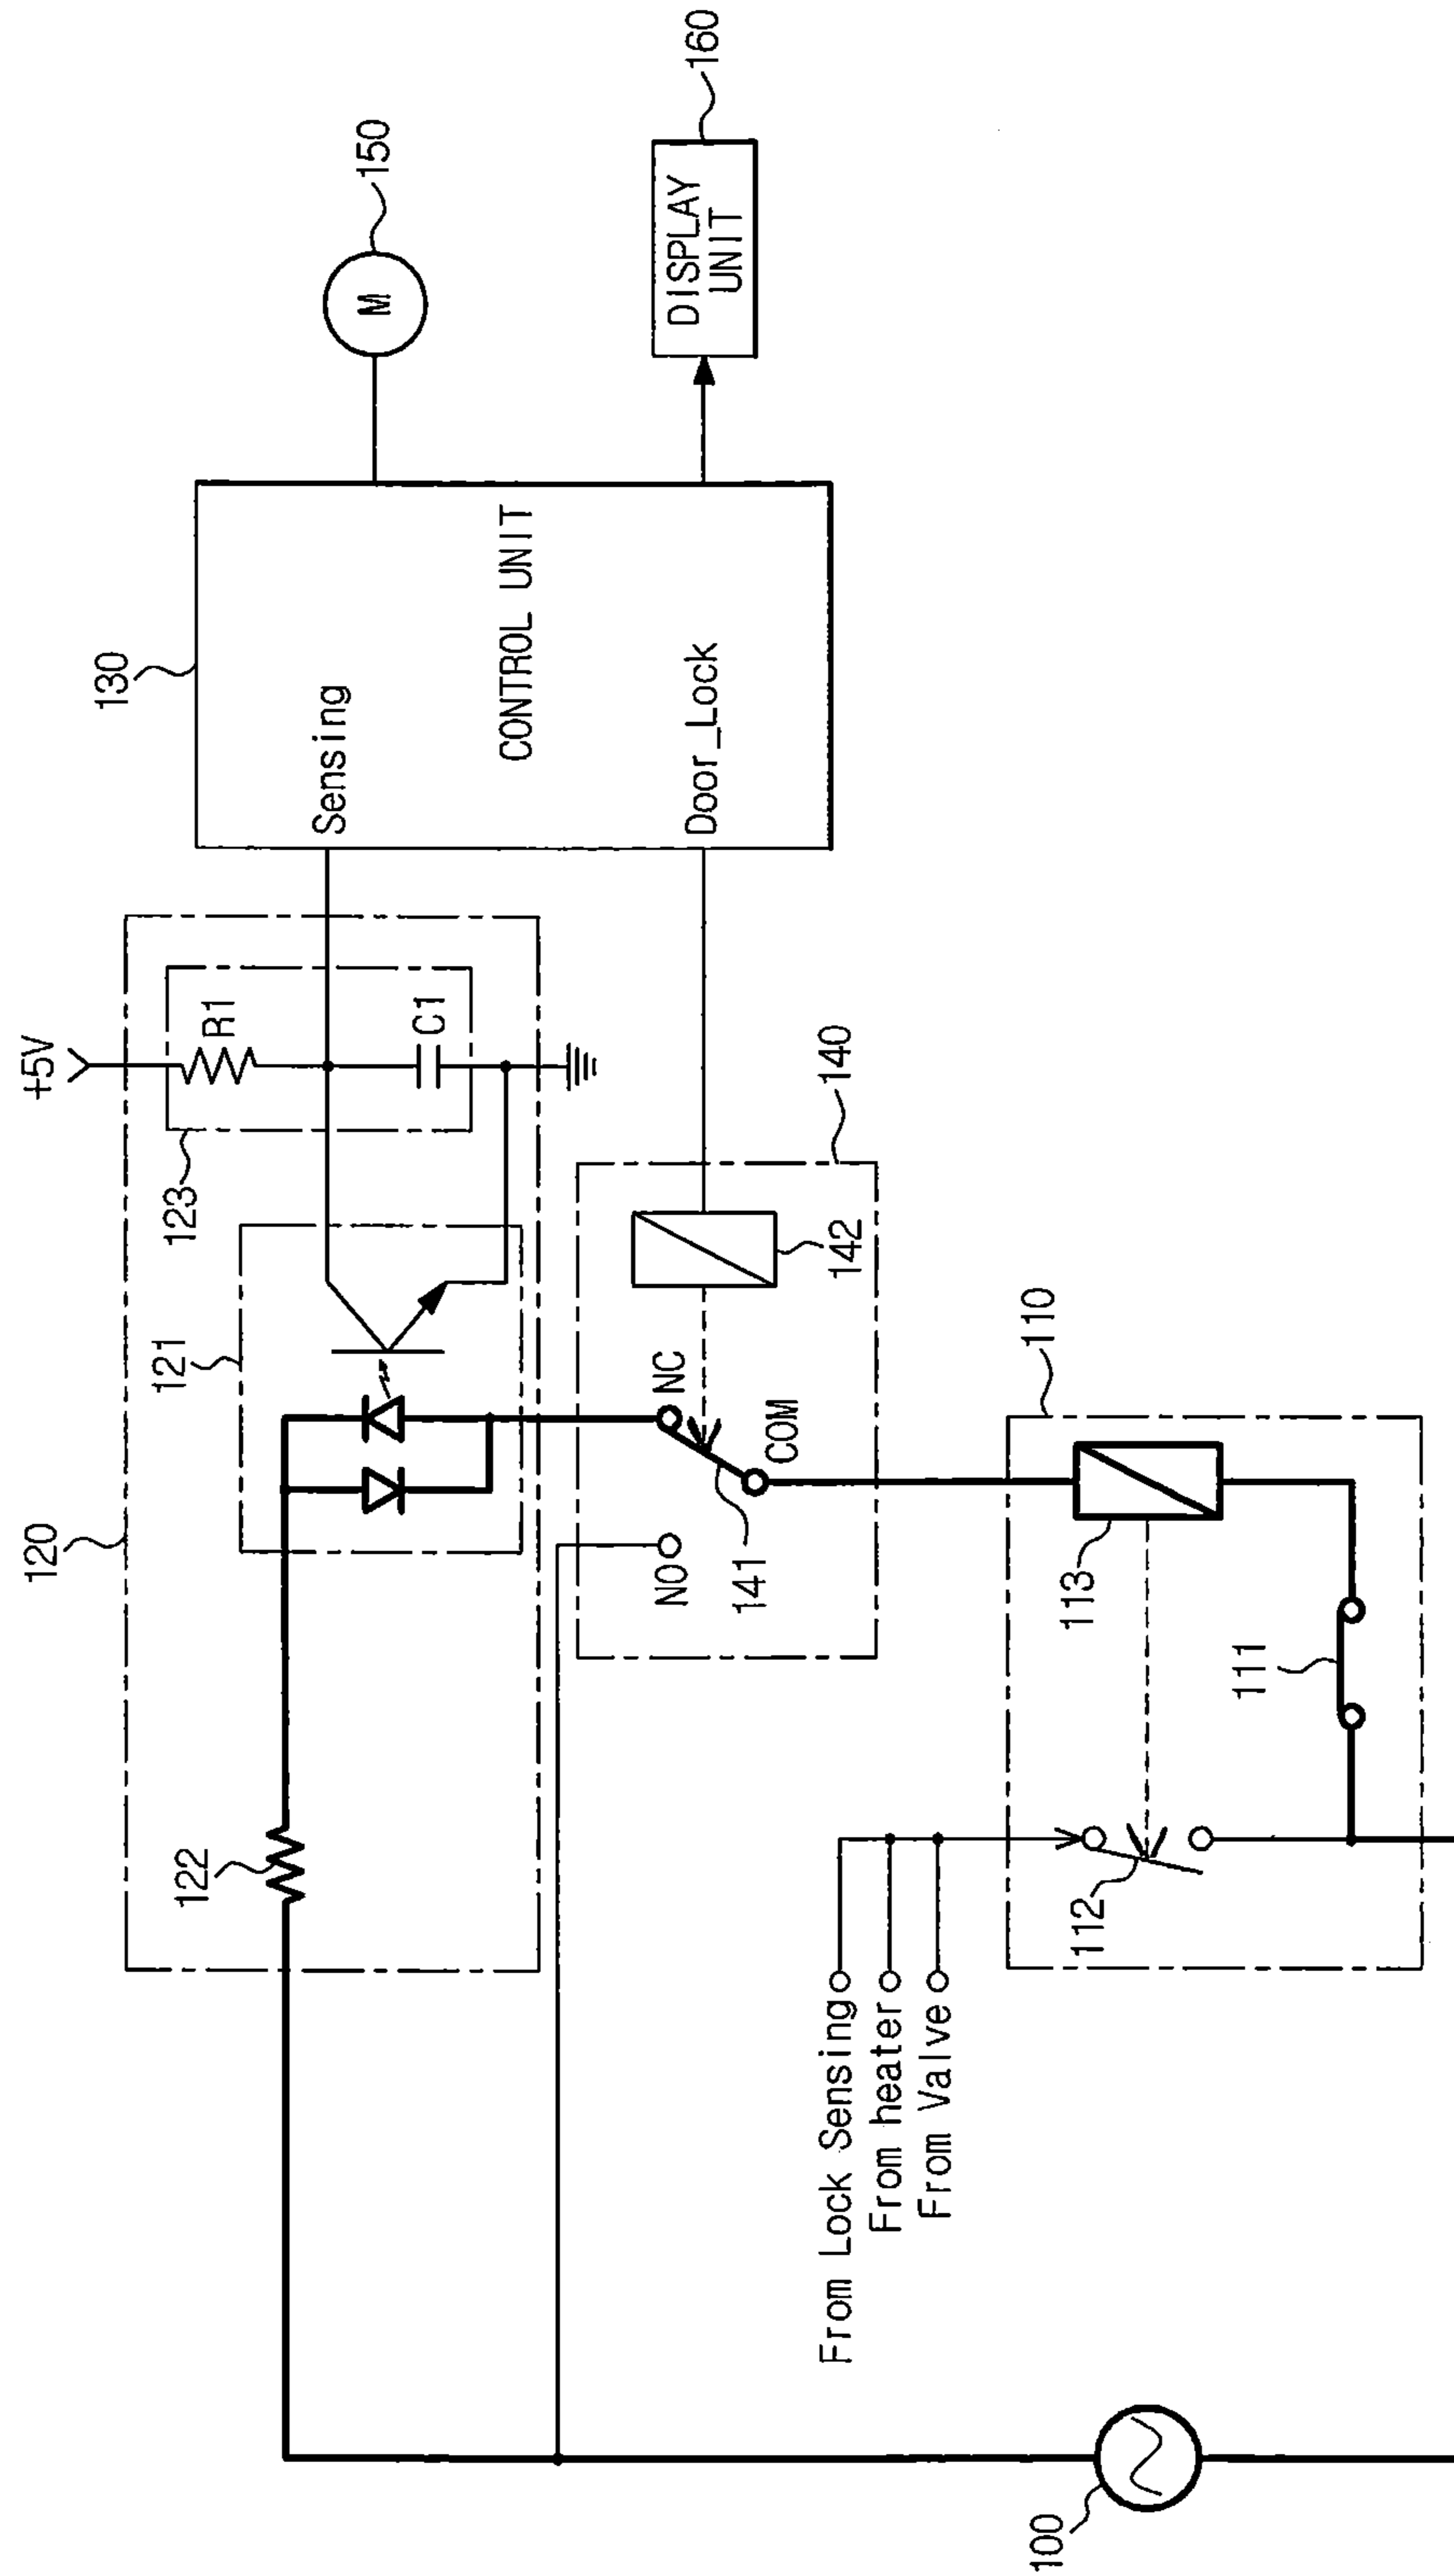 +5V
120
121
122
123
R1
C1
130
Sensing
CONTROL UNIT
Door_Lock
M
150
DISPLAY
UNIT
160
140
NO
NC
COM
141
142
110
111
112
113
From Lock Sensing
From heater
From Valve
100